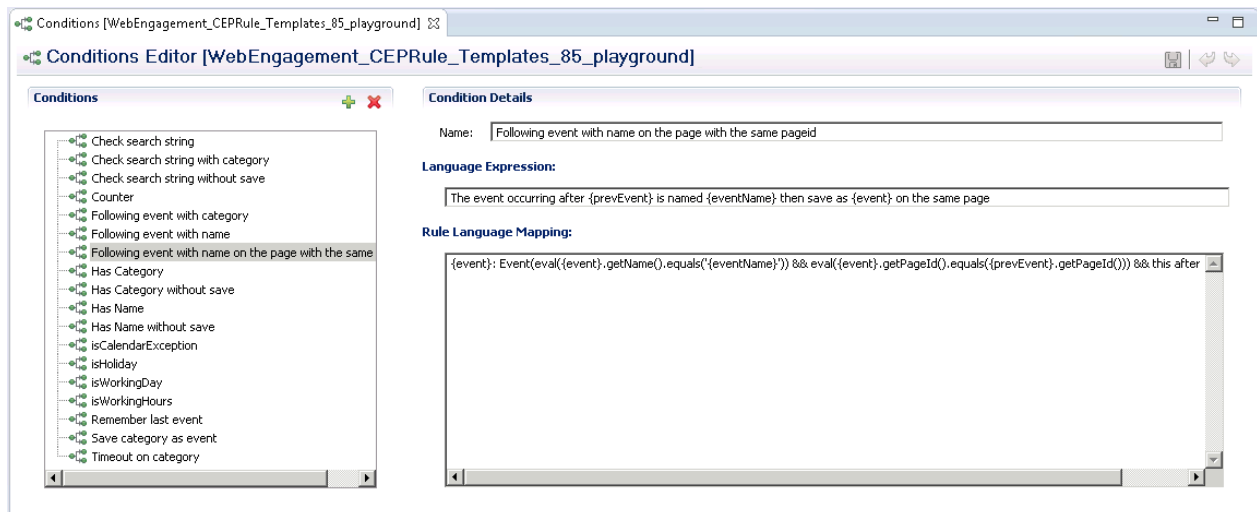 Conditions [WebEngagement_CEPRule_Templates_85_playground]
Conditions Editor [WebEngagement_CEPRule_Templates_85_playground]
Conditions
Check search string
Check search string with category
Check search string without save
Counter
Following event with category
Following event with name
Following event with name on the page with the same
Has Category
Has Category without save
Has Name
Has Name without save
isCalendarException
isHoliday
isWorkingDay
isWorkingHours
Remember last event
Save category as event
Timeout on category
Condition Details
Name: Following event with name on the page with the same pageid
Language Expression:
The event occurring after {prevEvent} is named {eventName} then save as {event} on the same page
Rule Language Mapping:
{event}: Event(eval({event}.getName().equals('{eventName}')) && eval({event}.getPageId().equals({prevEvent}.getPageId())) && this after